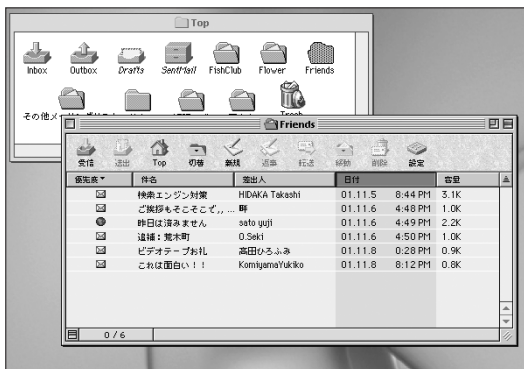 Top
Inbox Outbox Drafts SentMail FishClub Flower Friends
その他メ
Friends
受信 送出 Top 切替 新規 返事 転送 移動 削除 設定
優先度 件名 差出人 日付 容量
検索エンジン対策 HIDAKA Takashi 01.11.5 8:44 PM 3.1K
ご挨拶もそこそこで,, ... 畔 01.11.6 4:48 PM 1.0K
昨日は済みません sato yuji 01.11.6 4:49 PM 2.2K
追補：荒木町 O.Seki 01.11.6 4:50 PM 1.0K
ビデオテープお礼 高田ひろふみ 01.11.8 0:28 PM 0.9K
これは面白い！！ KomiyamaYukiko 01.11.8 8:12 PM 0.8K
0 / 6